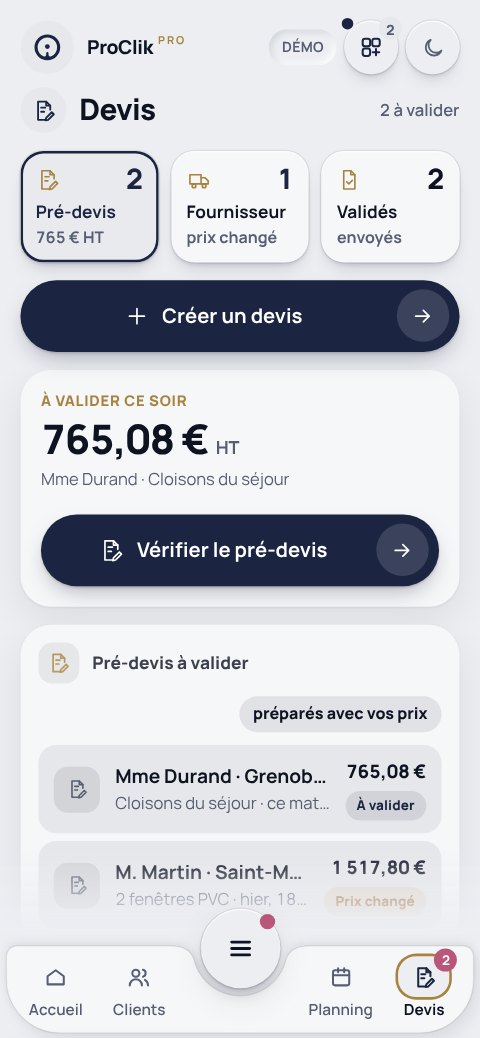 ProClik PRO
DÉMO
2
Devis
2 à valider
2
Pré-devis
765 € HT
1
Fournisseur
prix changé
2
Validés
envoyés
Créer un devis
À VALIDER CE SOIR
765,08 € HT
Mme Durand · Cloisons du séjour
Vérifier le pré-devis
Pré-devis à valider
préparés avec vos prix
Mme Durand · Grenob… 765,08 €
Cloisons du séjour · ce mat… À valider
M. Martin · Saint-M… 1 517,80 €
2 fenêtres PVC · hier, 18… Prix changé
Accueil
Clients
Planning
2
Devis